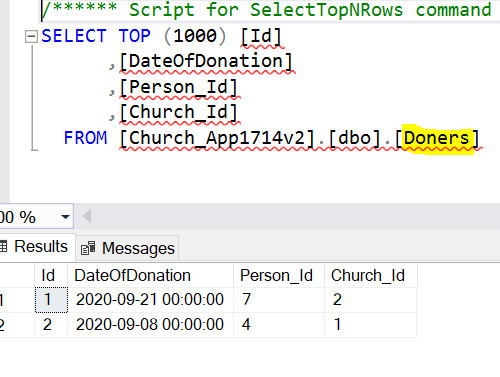 /****** Script for SelectTopNRows command
SELECT TOP (1000) [Id]
,[DateOfDonation]
,[Person_Id]
,[Church_Id]
FROM [Church_App1714v2].[dbo].[Doners]
00 %
Results Messages
Id DateOfDonation Person_Id Church_Id
1 1 2020-09-21 00:00:00 7 2
2 2 2020-09-08 00:00:00 4 1